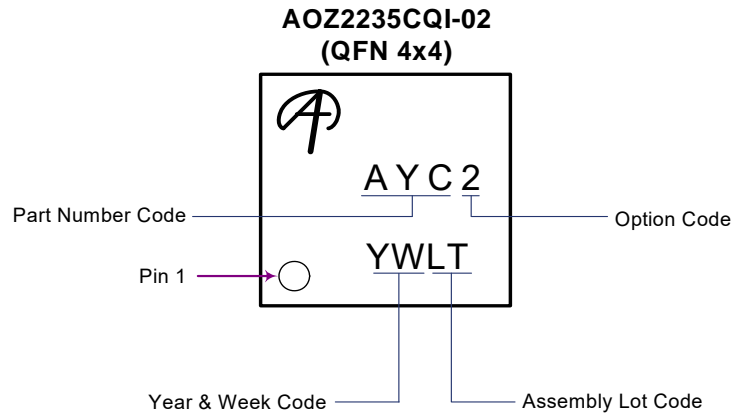 AOZ2235CQI-02
(QFN 4x4)
AYC2
Part Number Code
Option Code
YWLT
Pin 1
Year & Week Code
Assembly Lot Code